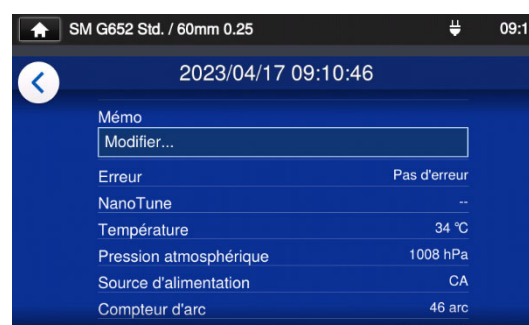 SM G652 Std. / 60mm 0.25 09:1
2023/04/17 09:10:46
Mémo
Modifier...
Erreur Pas d'erreur
NanoTune --
Température 34 ℃
Pression atmosphérique 1008 hPa
Source d'alimentation CA
Compteur d'arc 46 arc